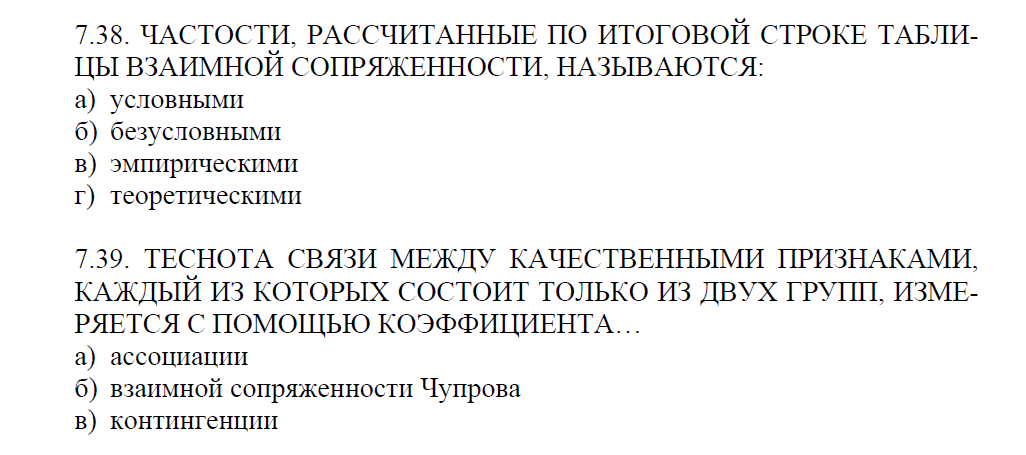 7.38. ЧАСТОСТИ, РАССЧИТАННЫЕ ПО ИТОГОВОЙ СТРОКЕ ТАБЛИ-
ЦЫ ВЗАИМНОЙ СОПРЯЖЕННОСТИ, НАЗЫВАЮТСЯ:
а) условными
б) безусловными
в) эмпирическими
г) теоретическими
7.39. ТЕСНОТА СВЯЗИ МЕЖДУ КАЧЕСТВЕННЫМИ ПРИЗНАКАМИ,
КАЖДЫЙ ИЗ КОТОРЫХ СОСТОИТ ТОЛЬКО ИЗ ДВУХ ГРУПП, ИЗМЕ-
РЯЕТСЯ С ПОМОЩЬЮ КОЭФФИЦИЕНТА…
а) ассоциации
б) взаимной сопряженности Чупрова
в) контингенции